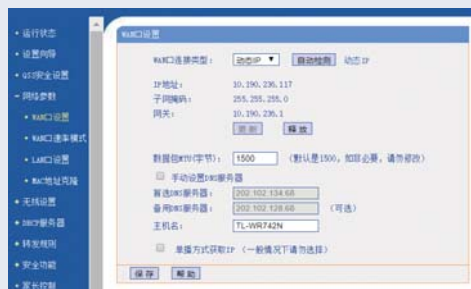 • 运行状态
• 设置向导
• QSS安全设置
- 网络参数
• WAN口设置
• WAN口速率模式
• LAN口设置
• MAC地址克隆
• 无线设置
• DHCP服务器
• 转发规则
• 安全功能
• 家长控制
WAN口设置
WAN口连接类型： 动态IP 自动检测 动态IP
IP地址： 10.190.236.117
子网掩码： 255.255.255.0
网关： 10.190.236.1
更新 释放
数据包MTU(字节)： 1500 （默认是1500，如非必要，请勿修改）
手动设置DNS服务器
首选DNS服务器： 202.102.134.68
备用DNS服务器： 202.102.128.68 （可选）
主机名： TL-WR742N
单播方式获取IP （一般情况下请勿选择）
保存 帮助